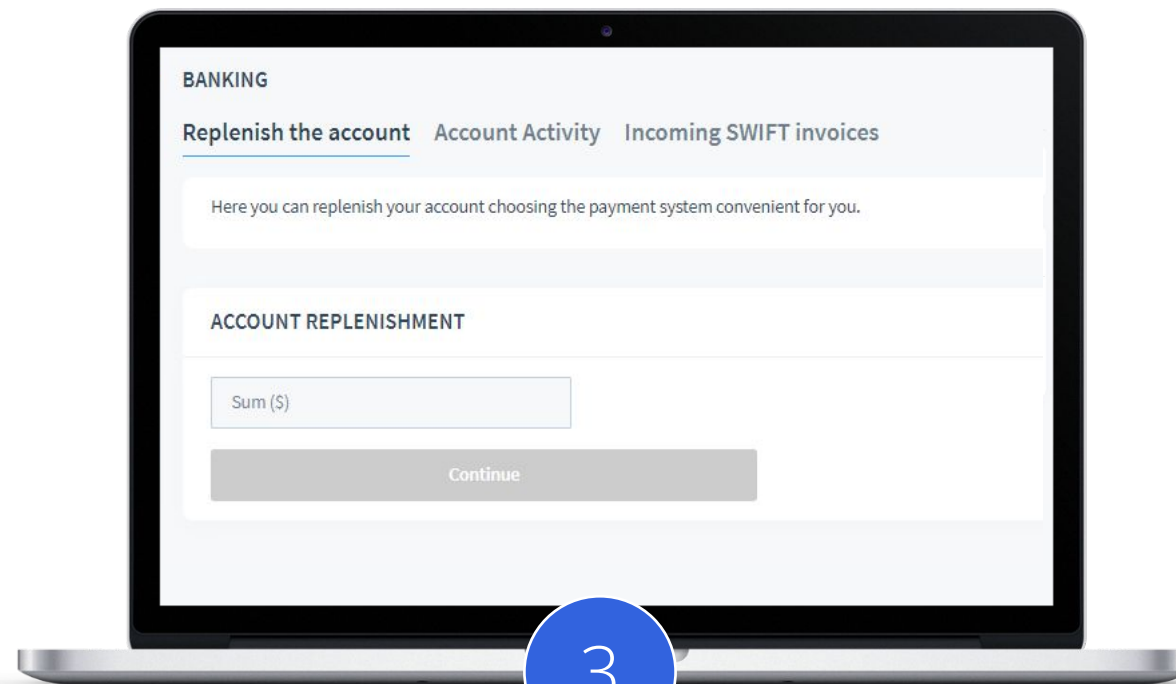 BANKING
Replenish the account Account Activity Incoming SWIFT invoices
Here you can replenish your account choosing the payment system convenient for you.
ACCOUNT REPLENISHMENT
Sum ($)
Continue
3